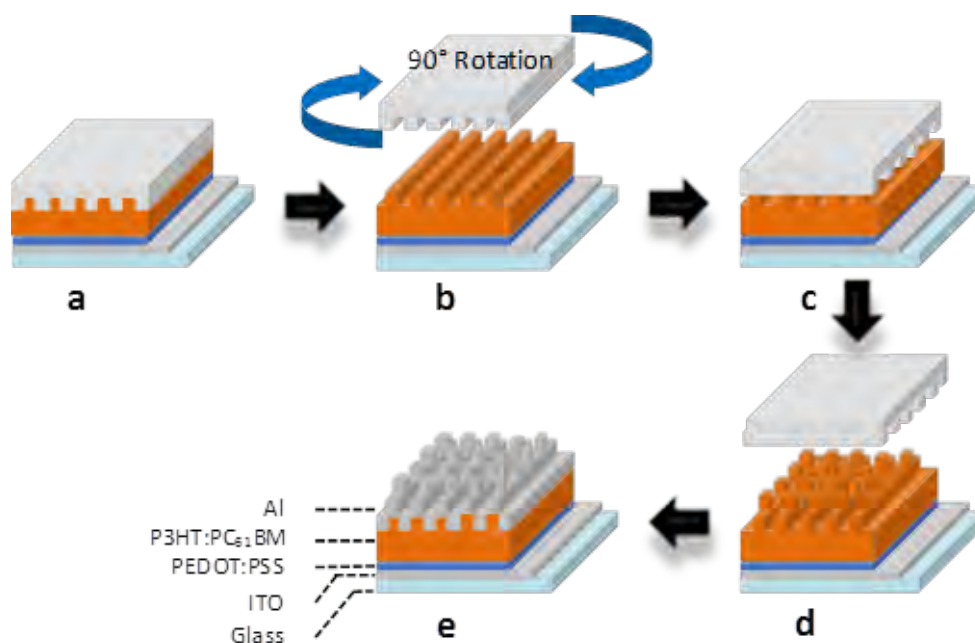 90° Rotation
a
b
c
Al
P3HT:PC₆₁BM
PEDOT:PSS
ITO
Glass
e
d